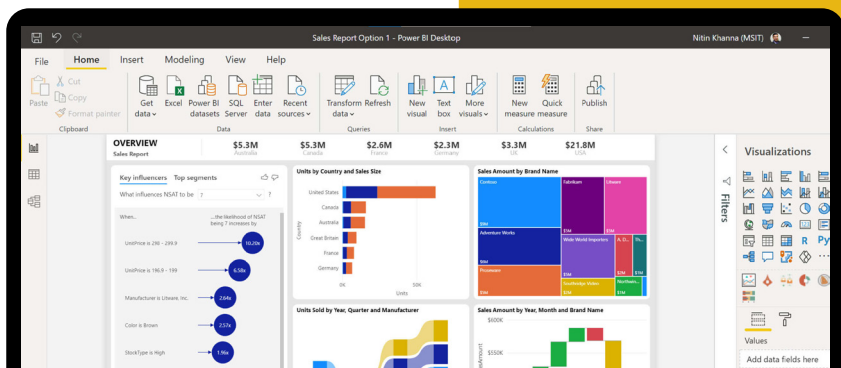 Sales Report Option 1 - Power BI Desktop
Nitin Khanna (MSIT)
File Home Insert Modeling View Help
Paste
Cut
Copy
Format painter
Clipboard
Get data
Excel
Power BI datasets
SQL Server
Enter data
Recent sources
Data
Transform data
Refresh
Queries
New visual
Text box
More visuals
Insert
New measure
Quick measure
Calculations
Publish
Share
OVERVIEW
Sales Report
$5.3M
Australia
$5.3M
Canada
$2.6M
France
$2.3M
Germany
$3.3M
UK
$21.8M
USA
Key influencers Top segments
What influences NSAT to be 7 ?
When...
...the likelihood of NSAT
being 7 increases by
UnitPrice is 298 - 299.9
10.20x
UnitPrice is 196.9 - 199
6.58x
Manufacturer is Litware, Inc.
2.64x
Color is Brown
2.57x
StockType is High
1.96x
Units by Country and Sales Size
Country
United States
Canada
Australia
Great Britain
France
Germany
0K
Units
Sales Amount by Brand Name
Contoso
Fabrikam
Litware
Adventure Works
Wide World Importers
A. D...
Th...
Proseware
Southridge Video
Northwin...
Units Sold by Year, Quarter and Manufacturer
Sales Amount by Year, Month and Brand Name
$600K
$550K
Filters
Visualizations
R Py
Values
Add data fields here